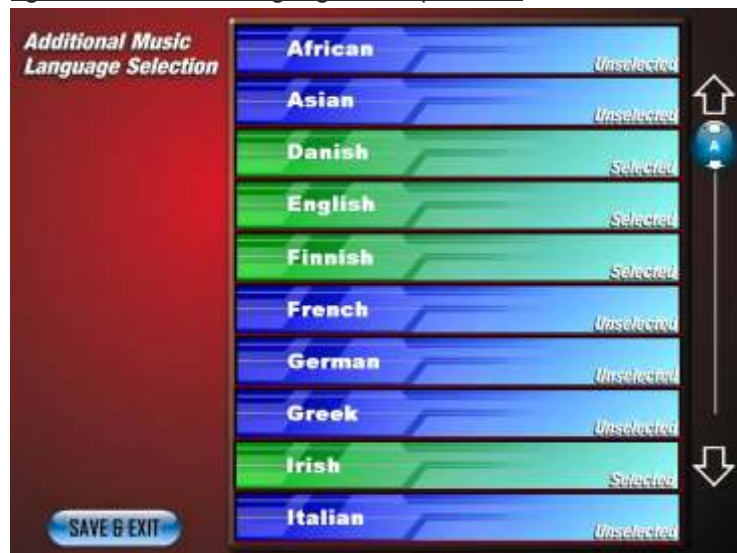 Additional Music
Language Selection
African
Unselected
Asian
Unselected
Danish
Selected
English
Selected
Finnish
Selected
French
Unselected
German
Unselected
Greek
Unselected
Irish
Selected
Italian
Unselected
A
SAVE & EXIT